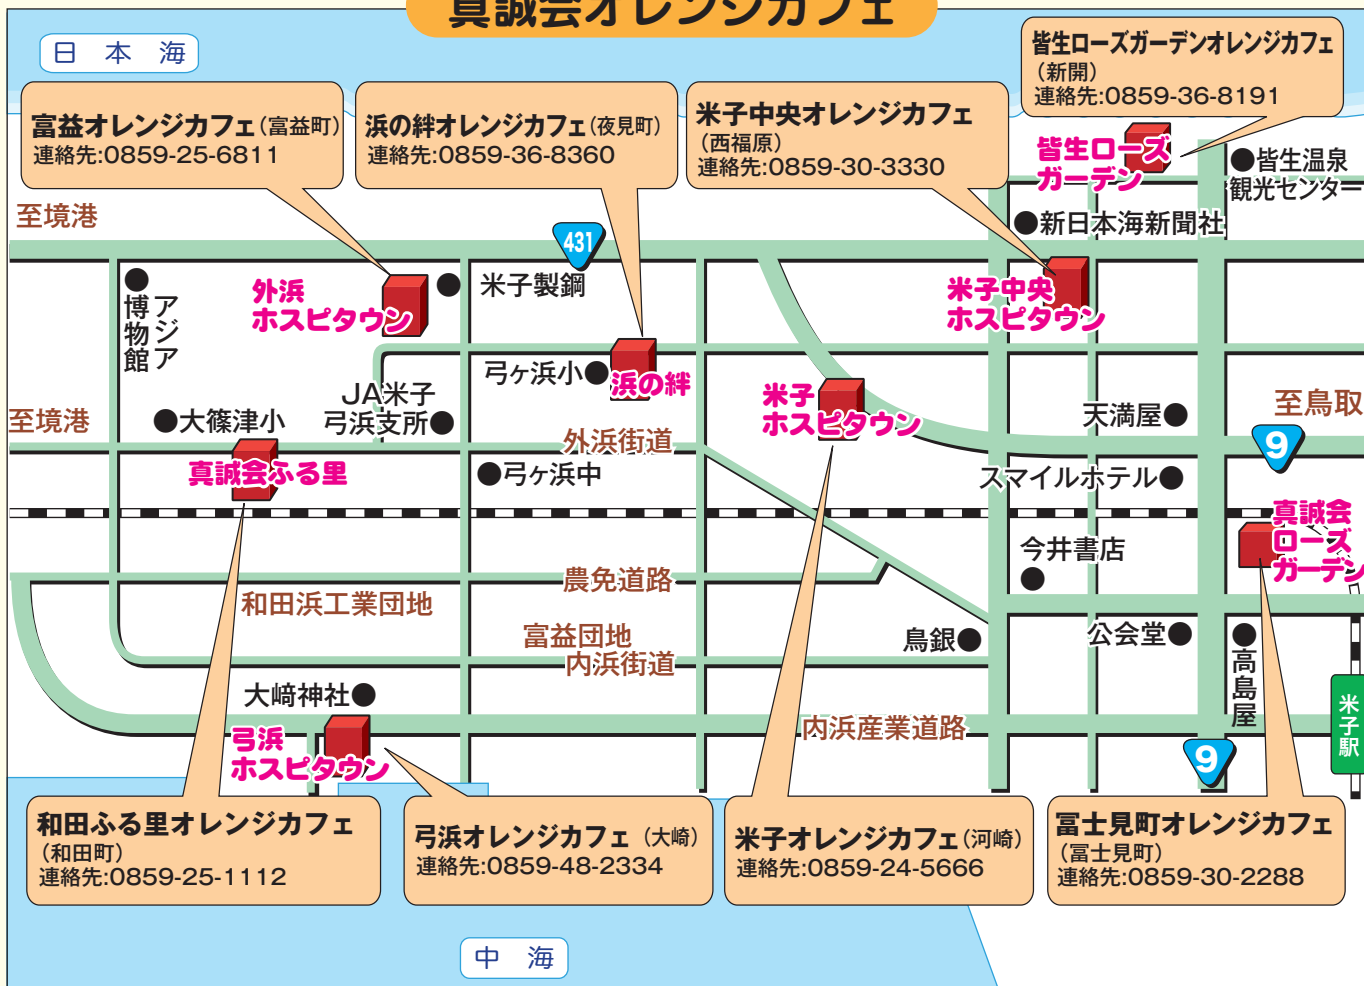 真誠会オレンジカフェ
日本海
皆生ローズガーデンオレンジカフェ
(新開)
連絡先:0859-36-8191
富益オレンジカフェ(富益町)
連絡先:0859-25-6811
浜の絆オレンジカフェ(夜見町)
連絡先:0859-36-8360
米子中央オレンジカフェ
(西福原)
連絡先:0859-30-3330
皆生ローズ
ガーデン
●皆生温泉
観光センター
至境港
431
●新日本海新聞社
アジア
博物館
外浜
ホスピタウン
米子製鋼
米子中央
ホスピタウン
弓ヶ浜小●
浜の絆
JA米子
弓浜支所●
米子
ホスピタウン
天満屋●
至鳥取
9
至境港
●大篠津小
外浜街道
真誠会ふる里
●弓ヶ浜中
スマイルホテル●
真誠会
ローズ
ガーデン
今井書店
農免道路
和田浜工業団地
富益団地
内浜街道
鳥銀●
公会堂●
高島屋
大﨑神社●
米子駅
弓浜
ホスピタウン
内浜産業道路
9
和田ふる里オレンジカフェ
(和田町)
連絡先:0859-25-1112
弓浜オレンジカフェ(大崎)
連絡先:0859-48-2334
米子オレンジカフェ(河崎)
連絡先:0859-24-5666
冨士見町オレンジカフェ
(冨士見町)
連絡先:0859-30-2288
中海